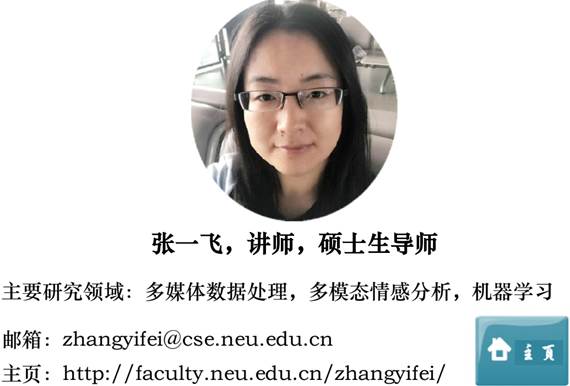 张一飞，讲师，硕士生导师
主要研究领域：多媒体数据处理，多模态情感分析，机器学习
邮箱：zhangyifei@cse.neu.edu.cn
主页：http://faculty.neu.edu.cn/zhangyifei/
主页